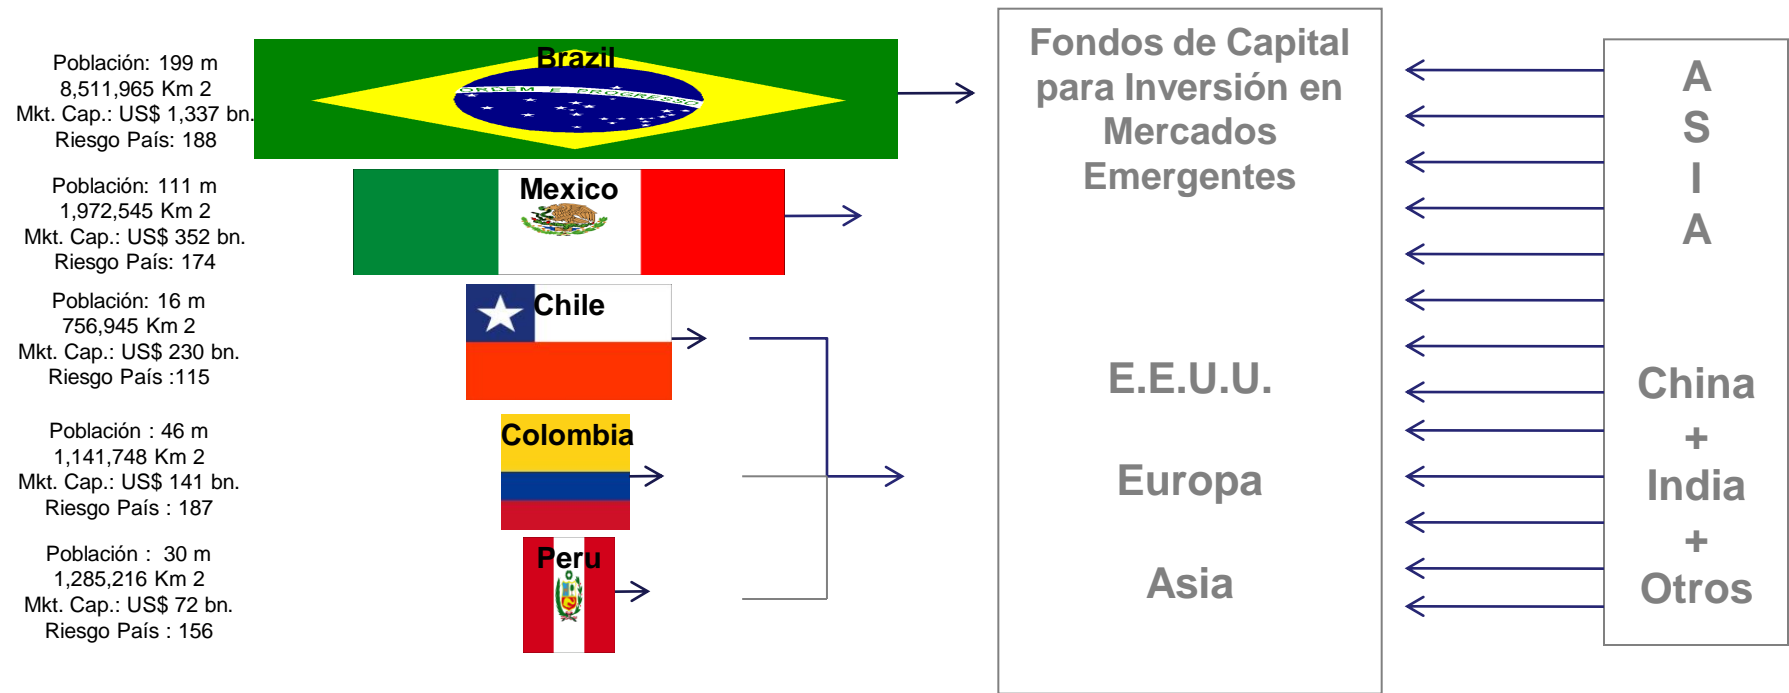 Población: 199 m
8,511,965 Km 2
Mkt. Cap.: US$ 1,337 bn.
Riesgo País: 188
Brazil
ORDEM E PROGRESSO
Población: 111 m
1,972,545 Km 2
Mkt. Cap.: US$ 352 bn.
Riesgo País: 174
Mexico
Población: 16 m
756,945 Km 2
Mkt. Cap.: US$ 230 bn.
Riesgo País :115
Chile
Población : 46 m
1,141,748 Km 2
Mkt. Cap.: US$ 141 bn.
Riesgo País : 187
Colombia
Población :  30 m
1,285,216 Km 2
Mkt. Cap.: US$ 72 bn.
Riesgo País : 156
Peru
Fondos de Capital
para Inversión en
Mercados
Emergentes
E.E.U.U.
Europa
Asia
A
S
I
A
China
+
India
+
Otros